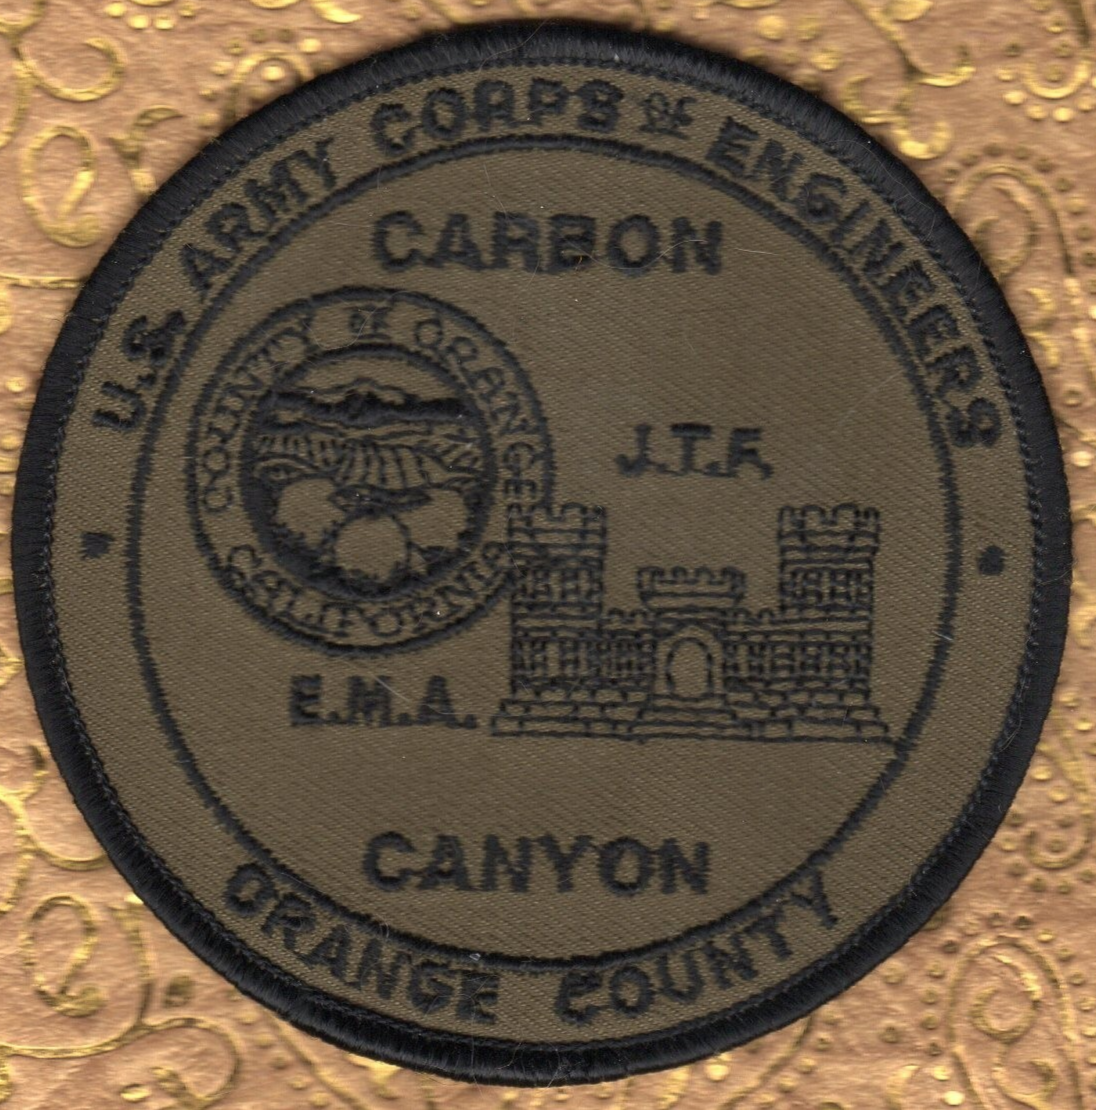 U.S. ARMY CORPS OF ENGINEERS
CARBON
COUNTY OF ORANGE
CALIFORNIA
J.T.F.
E.M.A.
CANYON
ORANGE COUNTY